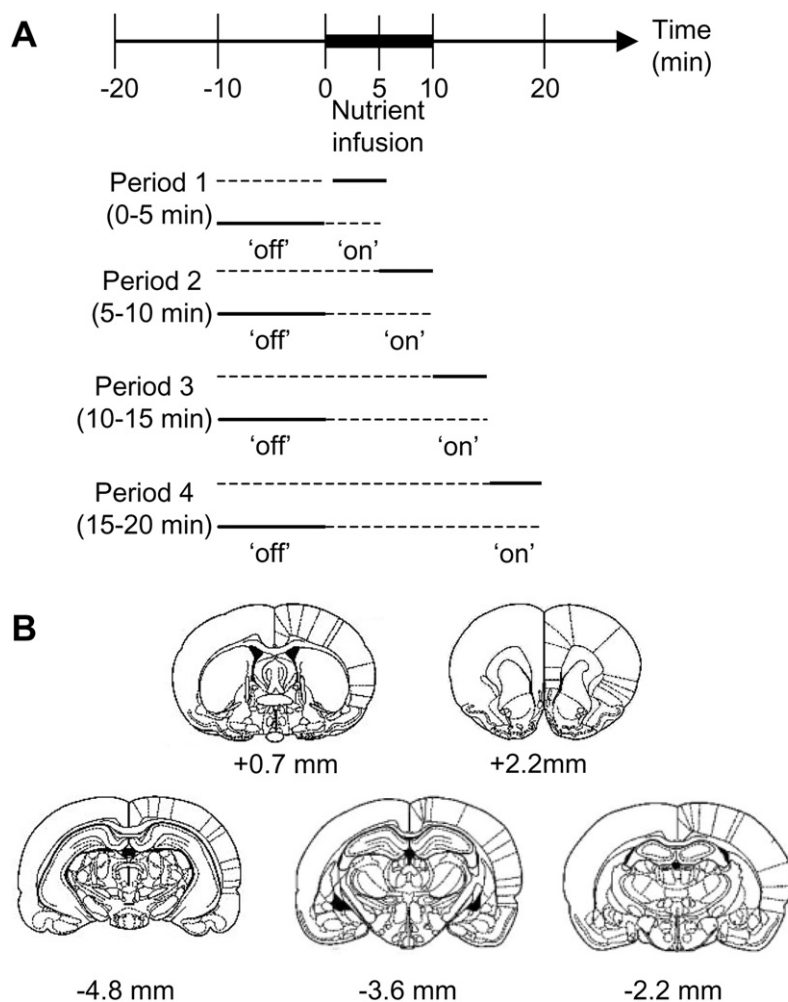 A
Time
(min)
-20 -10 0 5 10 20
Nutrient
infusion
Period 1
(0-5 min)
'off' 'on'
Period 2
(5-10 min)
'off' 'on'
Period 3
(10-15 min)
'off' 'on'
Period 4
(15-20 min)
'off' 'on'
B
+0.7 mm +2.2mm
-4.8 mm -3.6 mm -2.2 mm